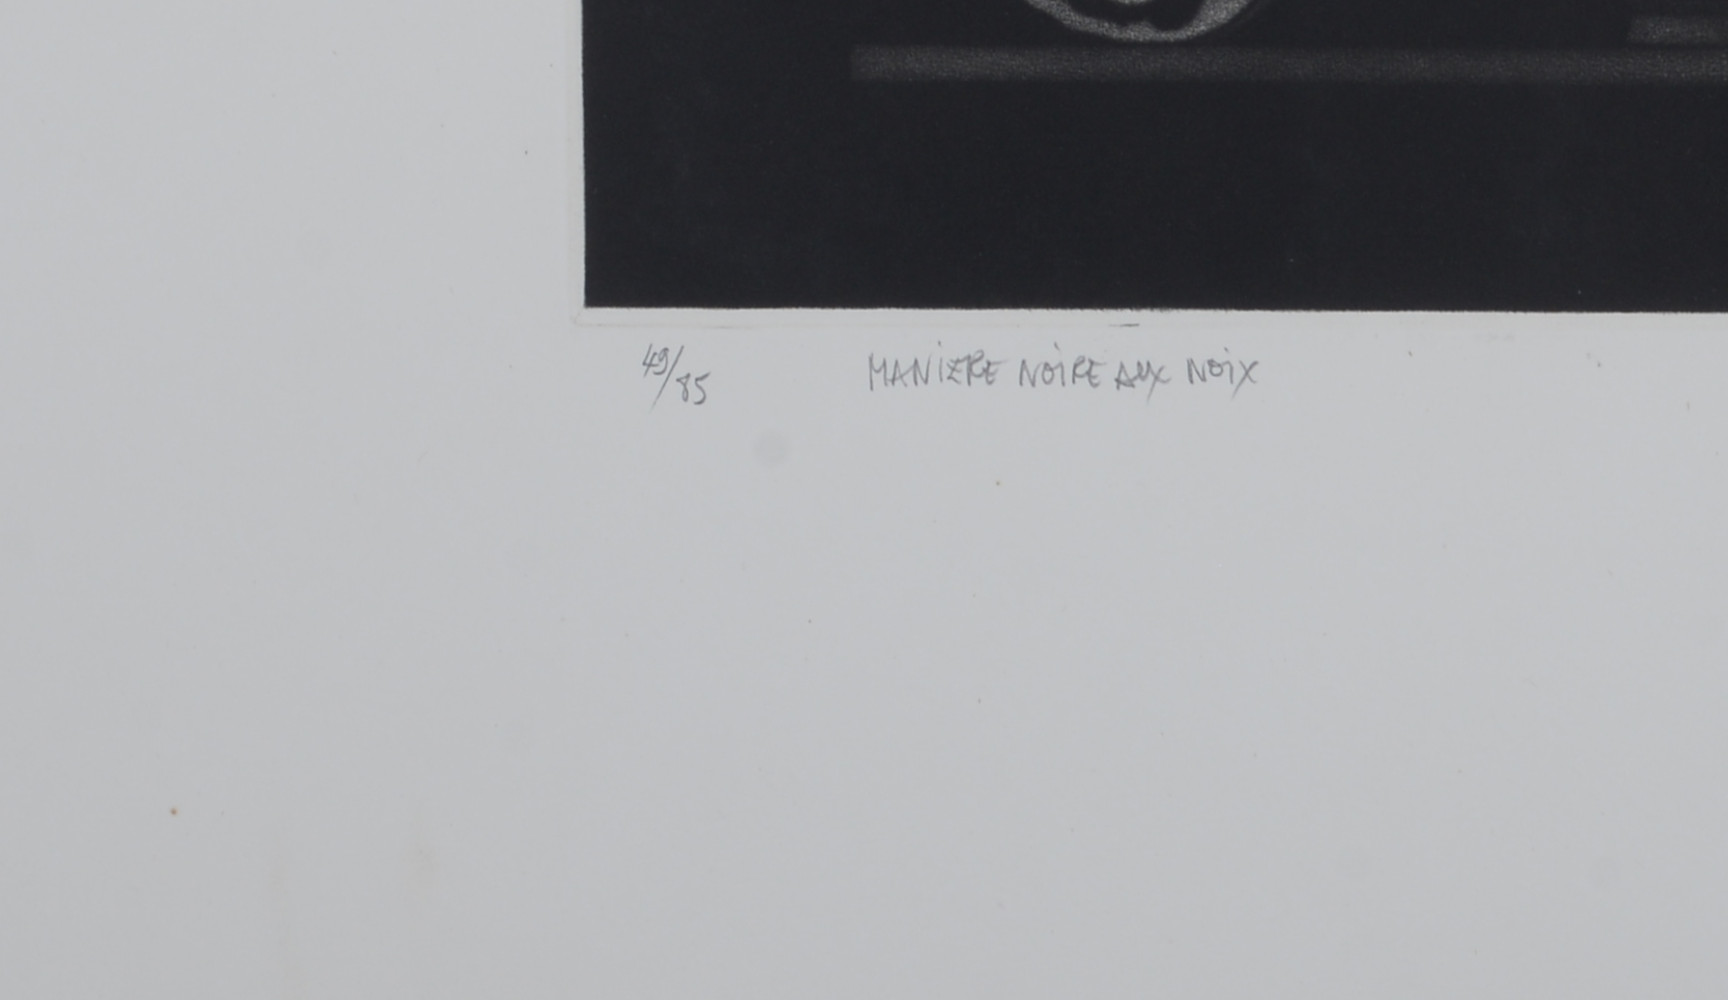 49/85 MANIERE NOIRE AUX NOIX